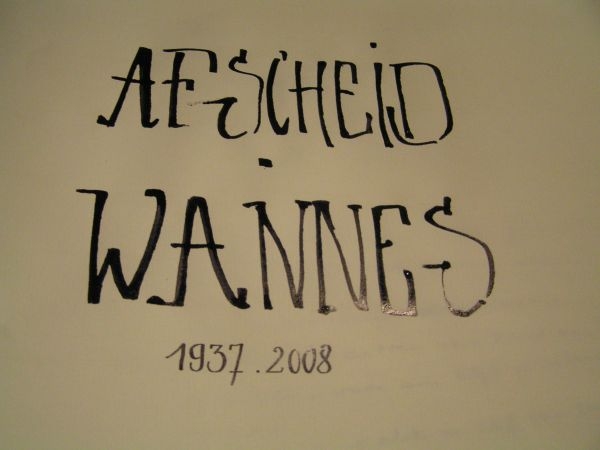 AFSCHEID
.
WANNES
1937.2008